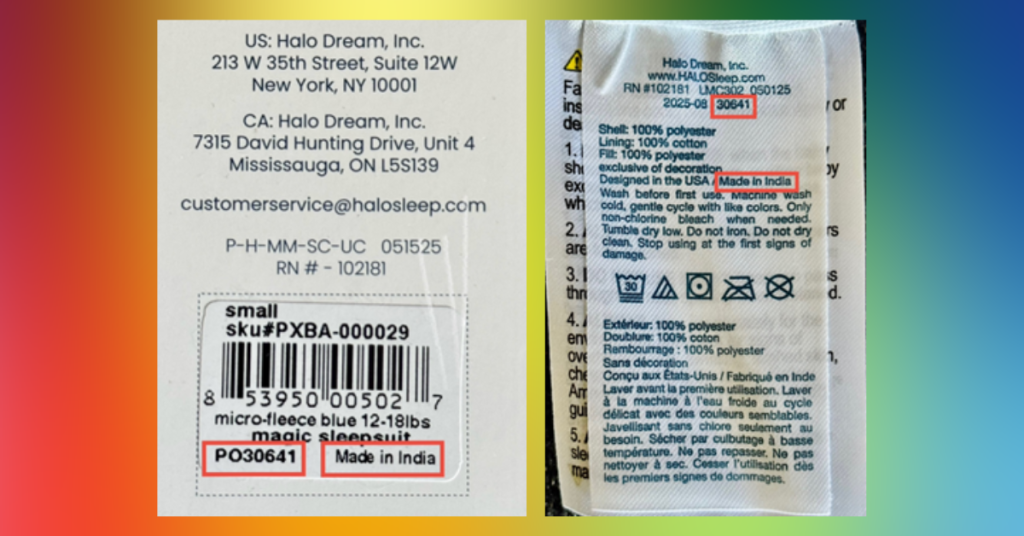 US: Halo Dream, Inc.
213 W 35th Street, Suite 12W
New York, NY 10001
CA: Halo Dream, Inc.
7315 David Hunting Drive, Unit 4
Mississauga, ON L5S139
customerservice@halosleep.com
P-H-MM-SC-UC 051525
RN # - 102181
small
sku#PXBA-000029
8 53950 00502 7
micro-fleece blue 12-18lbs
magic sleepsuit
PO30641 Made in India
Halo Dream, Inc.
www.HALOSleep.com
RN #102181 LMC302_050125
2025-08 30641
Shell: 100% polyester
Lining: 100% cotton
Fill: 100% polyester
exclusive of decoration
Designed in the USA / Made in India
Wash before first use. Machine wash
cold, gentle cycle with like colors. Only
non-chlorine bleach when needed.
Tumble dry low. Do not iron. Do not dry
clean. Stop using at the first signs of
damage.
30
Extérieur: 100% polyester
Doublure: 100% coton
Rembourrage : 100% polyester
Sans décoration
Conçu aux États-Unis / Fabriqué en Inde
Laver avant la première utilisation. Laver
à la machine à l'eau froide au cycle
délicat avec des couleurs semblables.
Javellisant sans chlore seulement au
besoin. Sécher par culbutage à basse
température. Ne pas repasser. Ne pas
nettoyer à sec. Cesser l'utilisation dès
les premiers signes de dommages.
1.
2.
3.
4.
5.